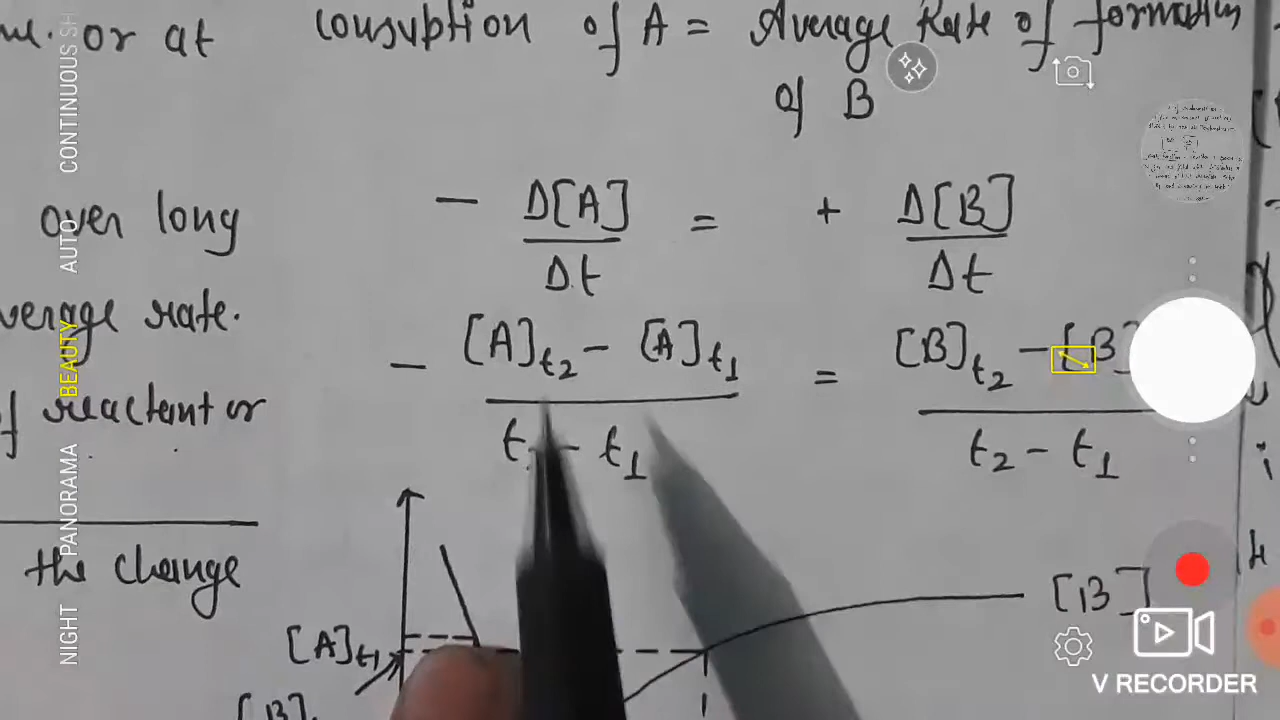 or at
consuption of A = Average Rate of formation
of B
over long
verage rate.
of reactant or
the change
- Δ[A] = + Δ[B]
Δt Δt
- [A]t2 - [A]t1 = [B]t2 - [B]
t2 - t1 t2 - t1
[B]
[A]t1
[B]
NIGHT PANORAMA BEAUTY AUTO CONTINUOUS SH
V RECORDER